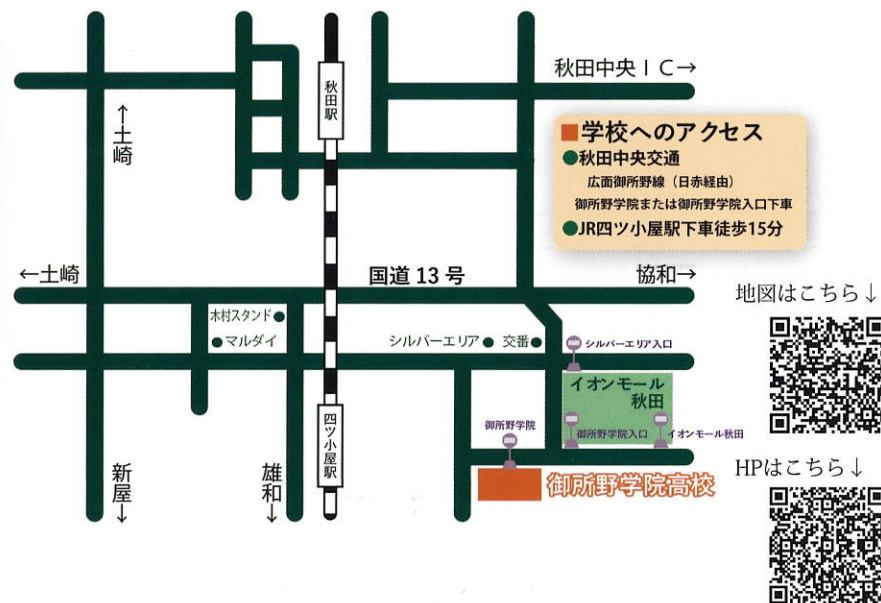 秋田中央ＩＣ→
秋田駅
←土崎
■学校へのアクセス
●秋田中央交通
広面御所野線（日赤経由）
御所野学院または御所野学院入口下車
●JR四ツ小屋駅下車徒歩15分
←土崎
国道13号
協和→
地図はこちら↓
木村スタンド●
●マルダイ
シルバーエリア●
交番●
シルバーエリア入口
イオンモール
秋田
御所野学院
御所野学院入口
イオンモール秋田
四ツ小屋駅
新屋→
雄和→
御所野学院高校
HPはこちら↓